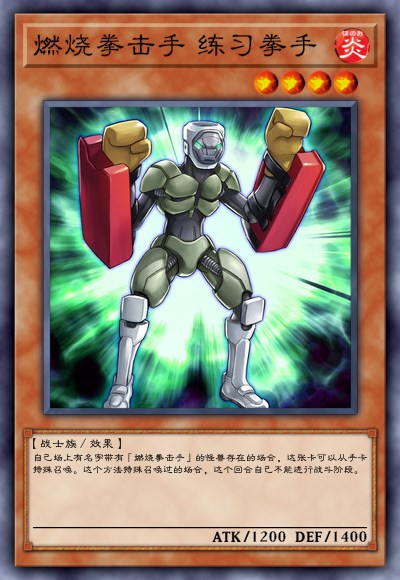 燃烧拳击手 练习拳手
ほのお
炎
【战士族/效果】
自己场上有名字带有「燃烧拳击手」的怪兽存在的场合，这张卡可以从手卡
特殊召唤。这个方法特殊召唤过的场合，这个回合自己不能进行战斗阶段。
ATK/1200 DEF/1400